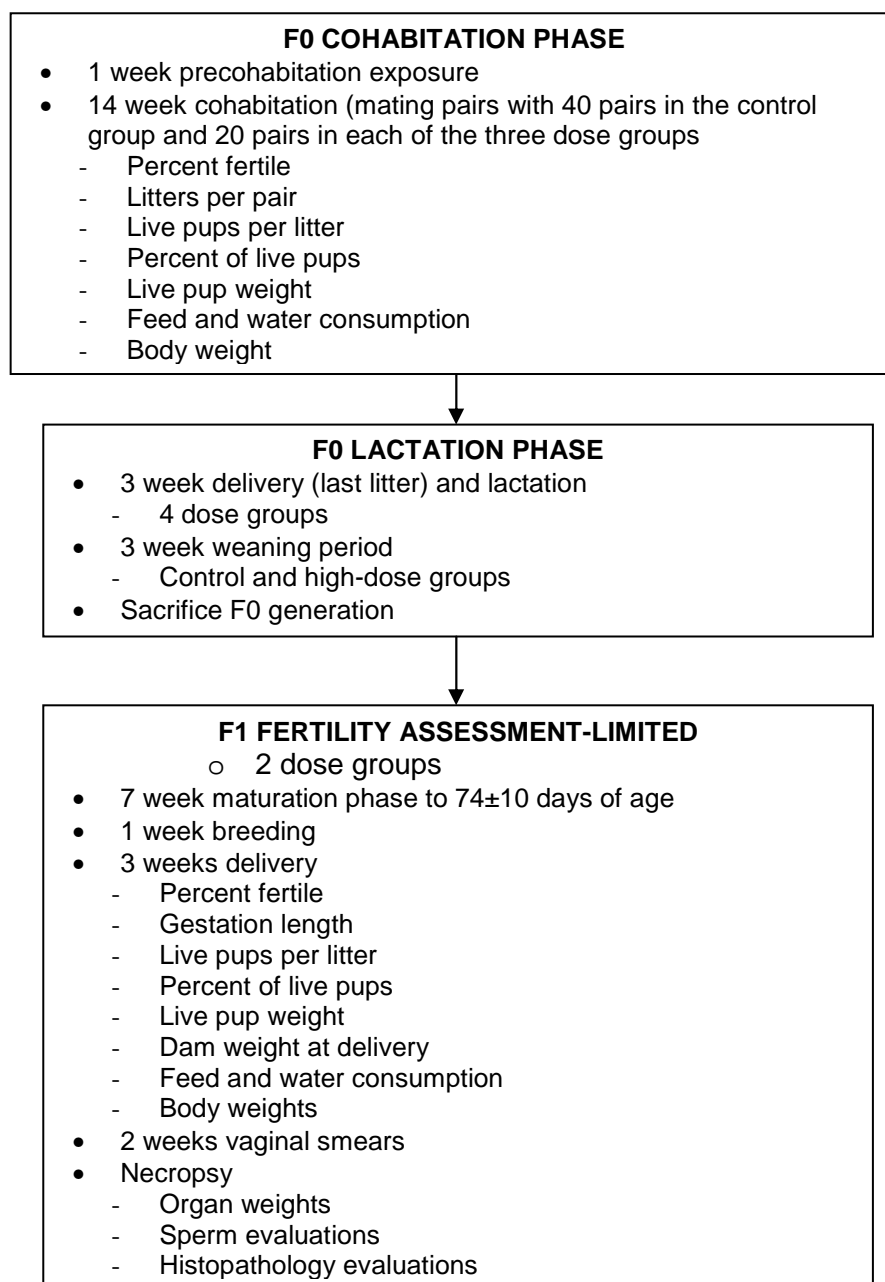 F0 COHABITATION PHASE
• 1 week precohabitation exposure
• 14 week cohabitation (mating pairs with 40 pairs in the control
group and 20 pairs in each of the three dose groups
- Percent fertile
- Litters per pair
- Live pups per litter
- Percent of live pups
- Live pup weight
- Feed and water consumption
- Body weight
F0 LACTATION PHASE
• 3 week delivery (last litter) and lactation
- 4 dose groups
• 3 week weaning period
- Control and high-dose groups
• Sacrifice F0 generation
F1 FERTILITY ASSESSMENT-LIMITED
o 2 dose groups
• 7 week maturation phase to 74±10 days of age
• 1 week breeding
• 3 weeks delivery
- Percent fertile
- Gestation length
- Live pups per litter
- Percent of live pups
- Live pup weight
- Dam weight at delivery
- Feed and water consumption
- Body weights
• 2 weeks vaginal smears
• Necropsy
- Organ weights
- Sperm evaluations
- Histopathology evaluations